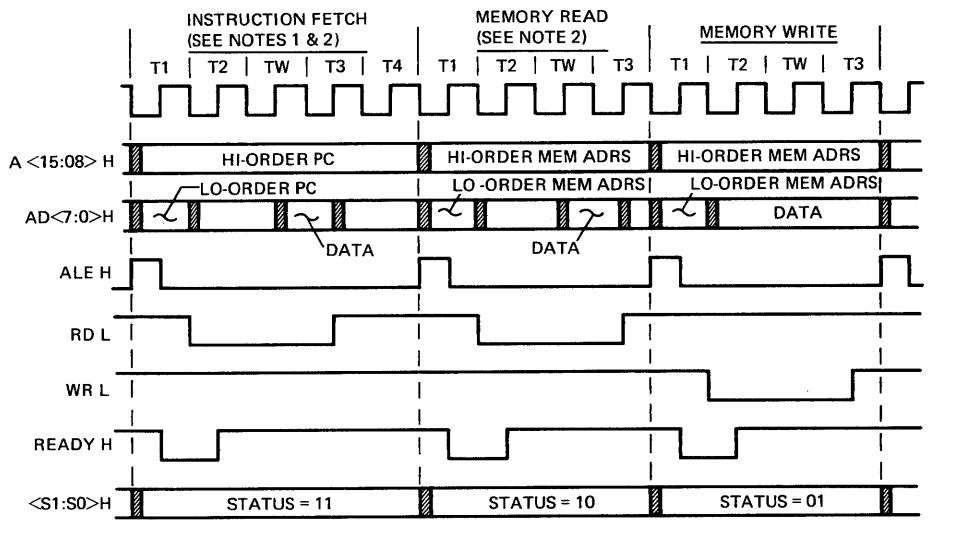 INSTRUCTION FETCH
(SEE NOTES 1 & 2)
MEMORY READ
(SEE NOTE 2)
MEMORY WRITE
T1 T2 TW T3 T4 T1 T2 TW T3 T1 T2 TW T3
A <15:08> H HI-ORDER PC HI-ORDER MEM ADRS HI-ORDER MEM ADRS
LO-ORDER PC LO-ORDER MEM ADRS LO-ORDER MEM ADRS
AD<7:0>H DATA
DATA DATA
ALE H
RD L
WR L
READY H
<S1:S0>H STATUS = 11 STATUS = 10 STATUS = 01